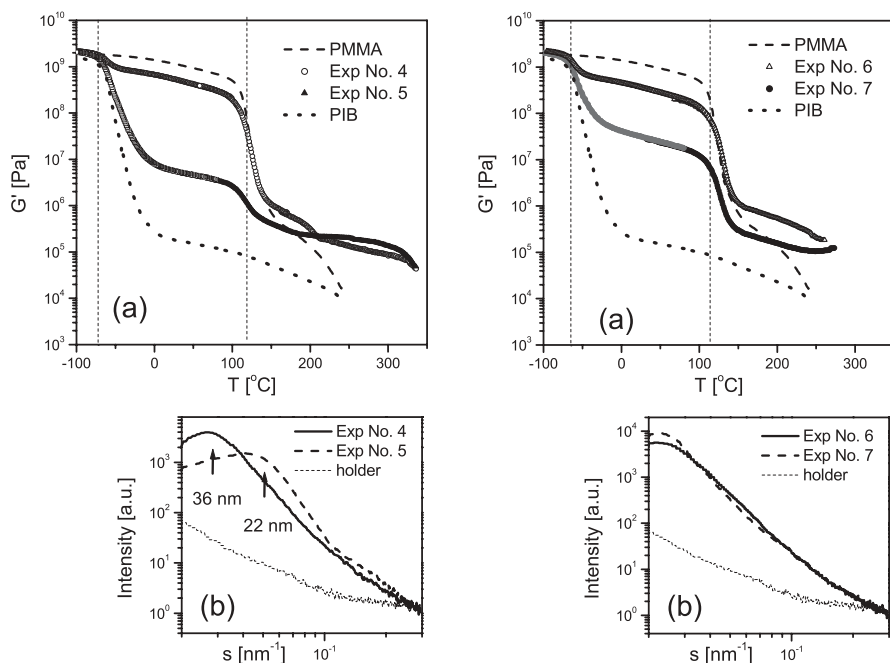 10^10
10^9
10^8
10^7
10^6
10^5
10^4
10^3
G' [Pa]
PMMA
Exp No. 4
Exp No. 5
PIB
(a)
-100 0 100 200 300
T [°C]
10^10
10^9
10^8
10^7
10^6
10^5
10^4
10^3
G' [Pa]
PMMA
Exp No. 6
Exp No. 7
PIB
(a)
-100 0 100 200 300
T [°C]
10^3
10^2
10^1
10^0
Intensity [a.u.]
Exp No. 4
Exp No. 5
holder
36 nm
22 nm
(b)
10^-1
s [nm^-1]
10^4
10^3
10^2
10^1
10^0
Intensity [a.u.]
Exp No. 6
Exp No. 7
holder
(b)
10^-1
s [nm^-1]